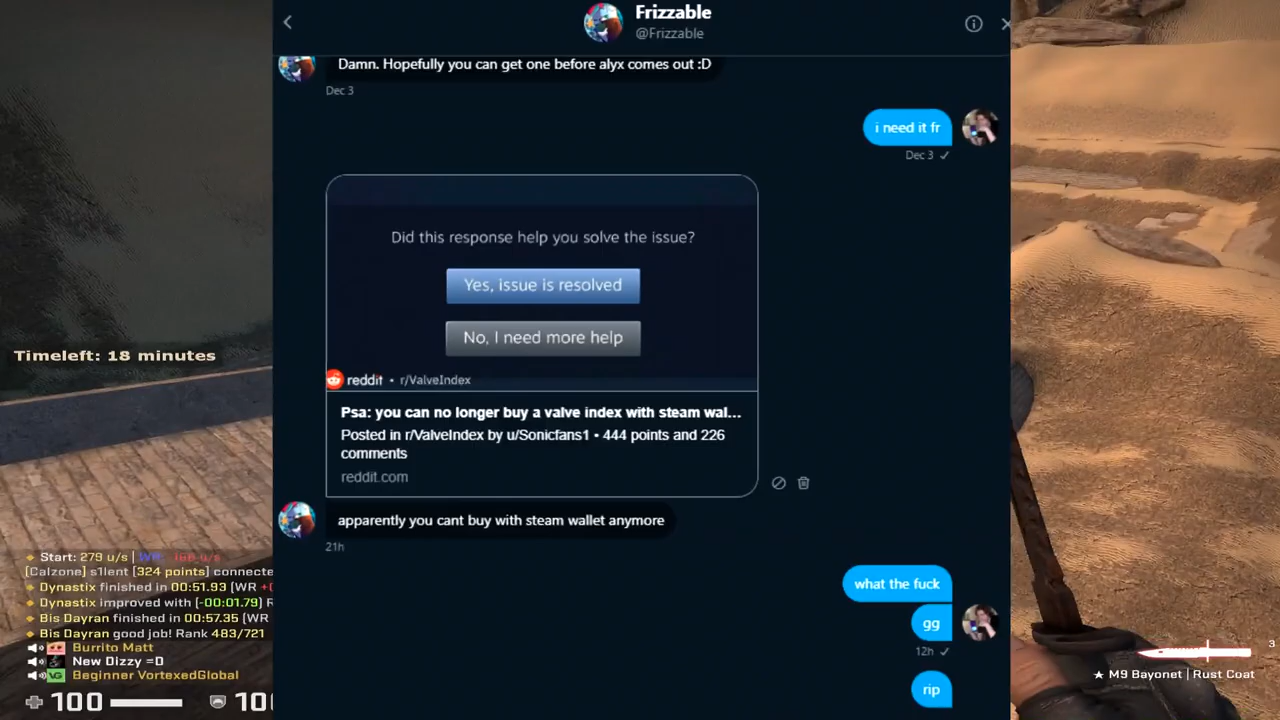 Frizzable
@Frizzable
Damn. Hopefully you can get one before alyx comes out :D
Dec 3
i need it fr
Dec 3
Did this response help you solve the issue?
Yes, issue is resolved
No, I need more help
reddit • r/ValveIndex
Psa: you can no longer buy a valve index with steam wal...
Posted in r/ValveIndex by u/Sonicfans1 • 444 points and 226
comments
reddit.com
apparently you cant buy with steam wallet anymore
21h
what the fuck
gg
12h
rip
Timeleft: 18 minutes
Start: 279 u/s |
[Calzone] s1lent [324 points] connecte
Dynastix finished in 00:51.93 (WR +0
Dynastix improved with [-00:01.79) R
Bis Dayran finished in 00:57.35 (WR
Bis Dayran good job! Rank 483/721
Burrito Matt
New Dizzy =D
Beginner VortexedGlobal
100
10
3
★ M9 Bayonet | Rust Coat